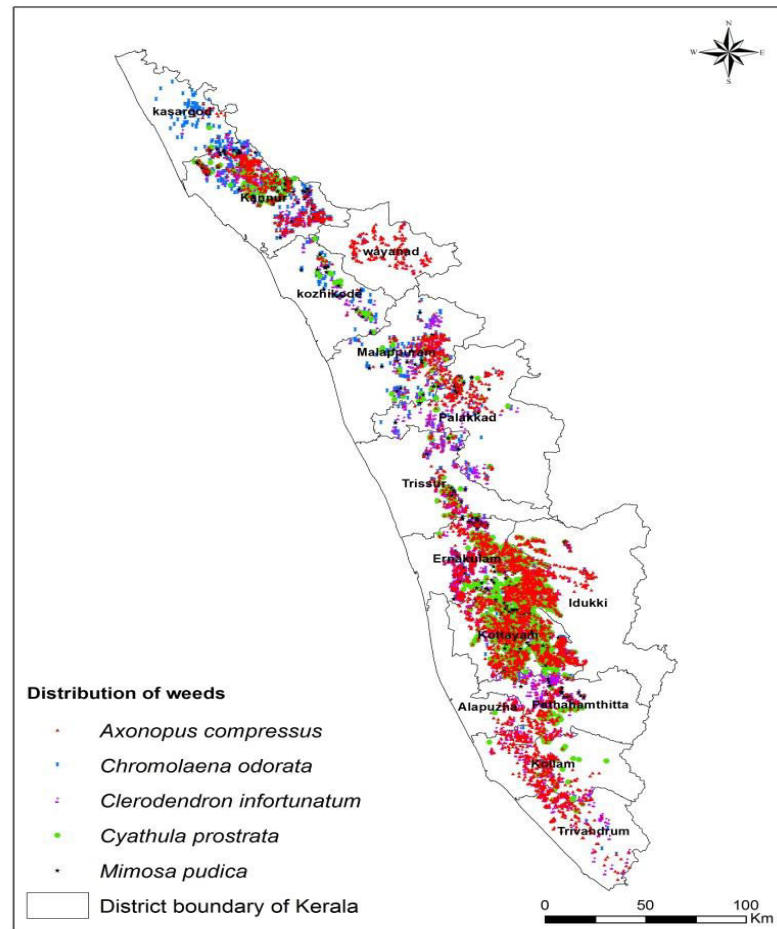 N
W E
S
kasargod
Kannur
wayanad
kozhikode
Malappuram
Palakkad
Trissur
Ernakulam
Idukki
Kottayam
Alapuzha
Pathanamthitta
Kollam
Trivandrum
Distribution of weeds
Axonopus compressus
Chromolaena odorata
Clerodendron infortunatum
Cyathula prostrata
Mimosa pudica
District boundary of Kerala
0 50 100
Km